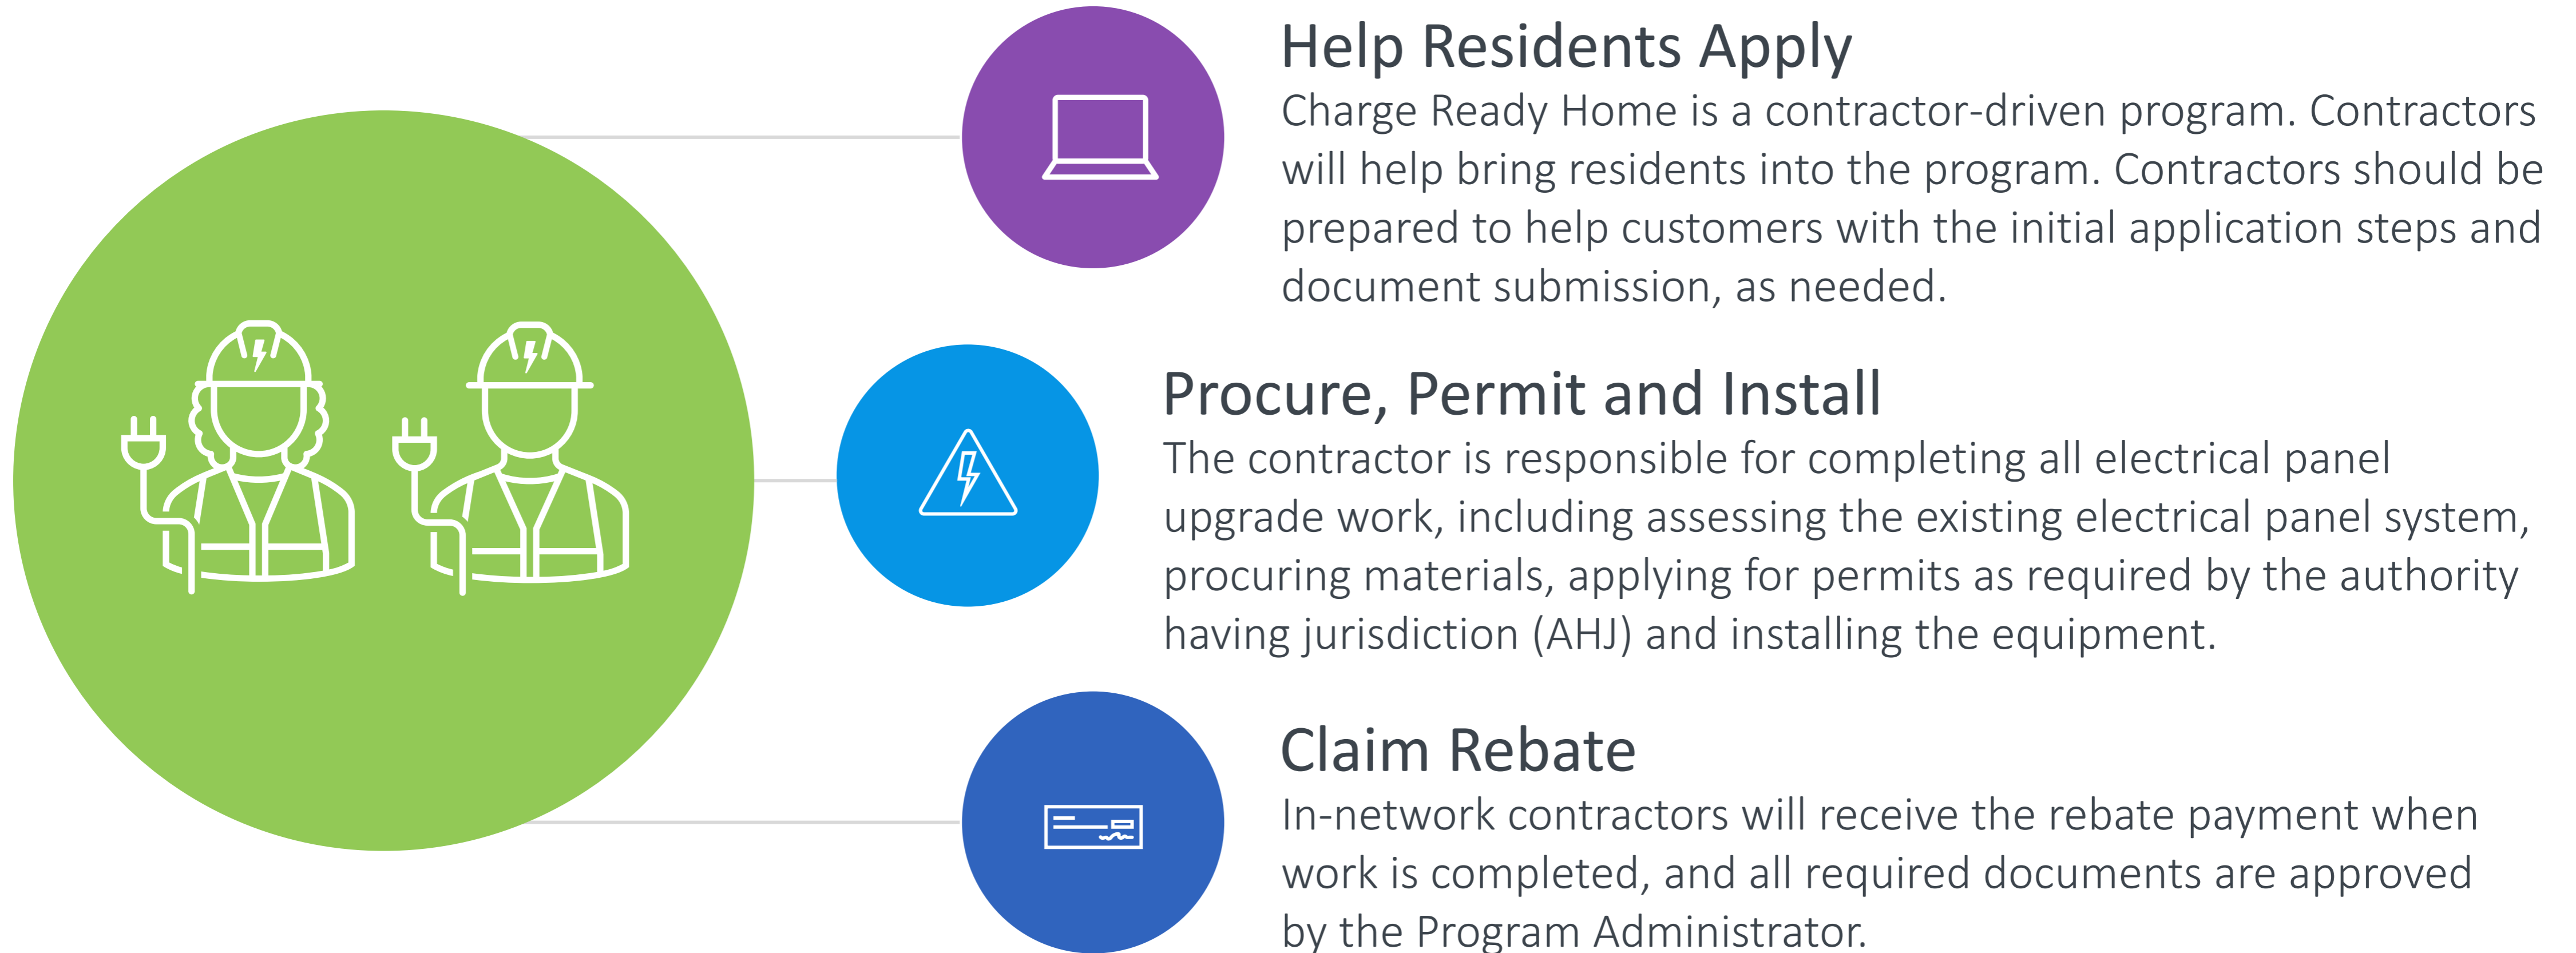 Help Residents Apply
Charge Ready Home is a contractor-driven program. Contractors
will help bring residents into the program. Contractors should be
prepared to help customers with the initial application steps and
document submission, as needed.
Procure, Permit and Install
The contractor is responsible for completing all electrical panel
upgrade work, including assessing the existing electrical panel system,
procuring materials, applying for permits as required by the authority
having jurisdiction (AHJ) and installing the equipment.
Claim Rebate
In-network contractors will receive the rebate payment when
work is completed, and all required documents are approved
by the Program Administrator.